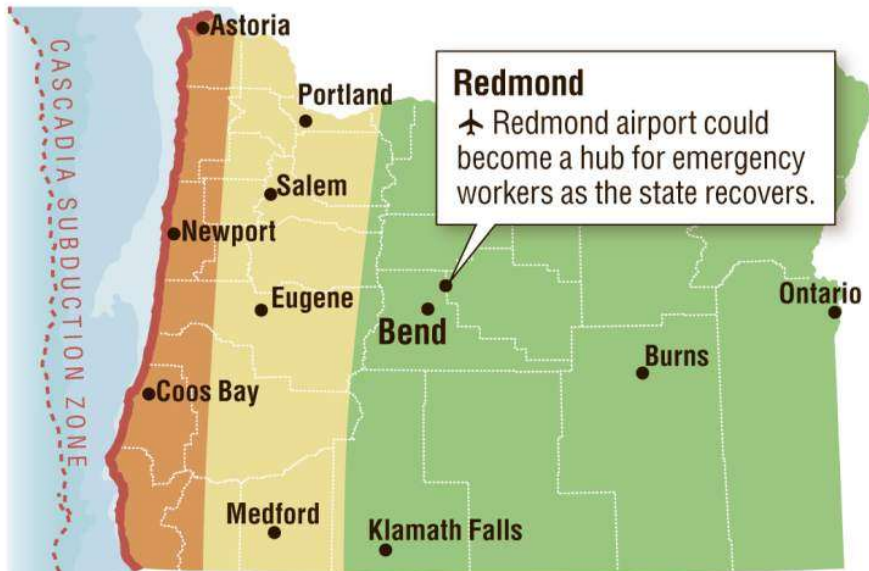 Astoria
Portland
Redmond
Redmond airport could
become a hub for emergency
workers as the state recovers.
Salem
Newport
Eugene
Bend
Ontario
Burns
Coos Bay
Medford
Klamath Falls
CASCADIA SUBDUCTION ZONE